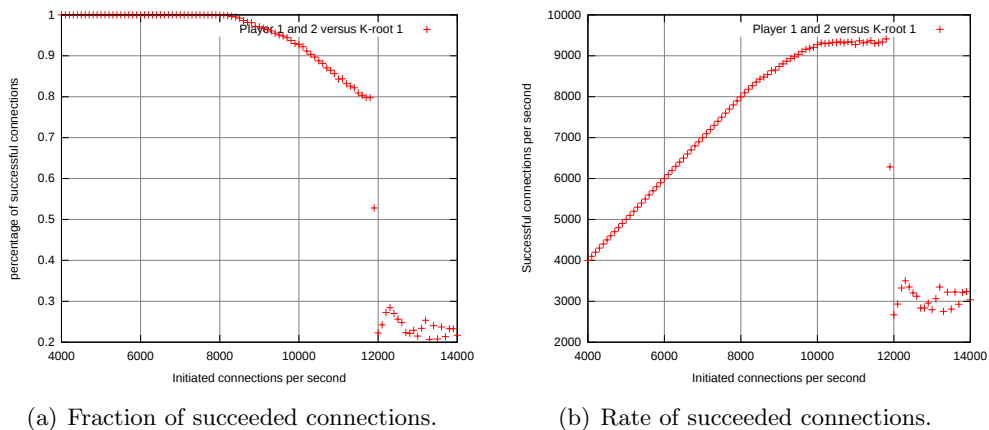 Player 1 and 2 versus K-root 1
1
0.9
0.8
0.7
0.6
0.5
0.4
0.3
0.2
percentage of successful connections
4000 6000 8000 10000 12000 14000
Initiated connections per second
(a) Fraction of succeeded connections.
Player 1 and 2 versus K-root 1
10000
9000
8000
7000
6000
5000
4000
3000
2000
Successful connections per second
4000 6000 8000 10000 12000 14000
Initiated connections per second
(b) Rate of succeeded connections.